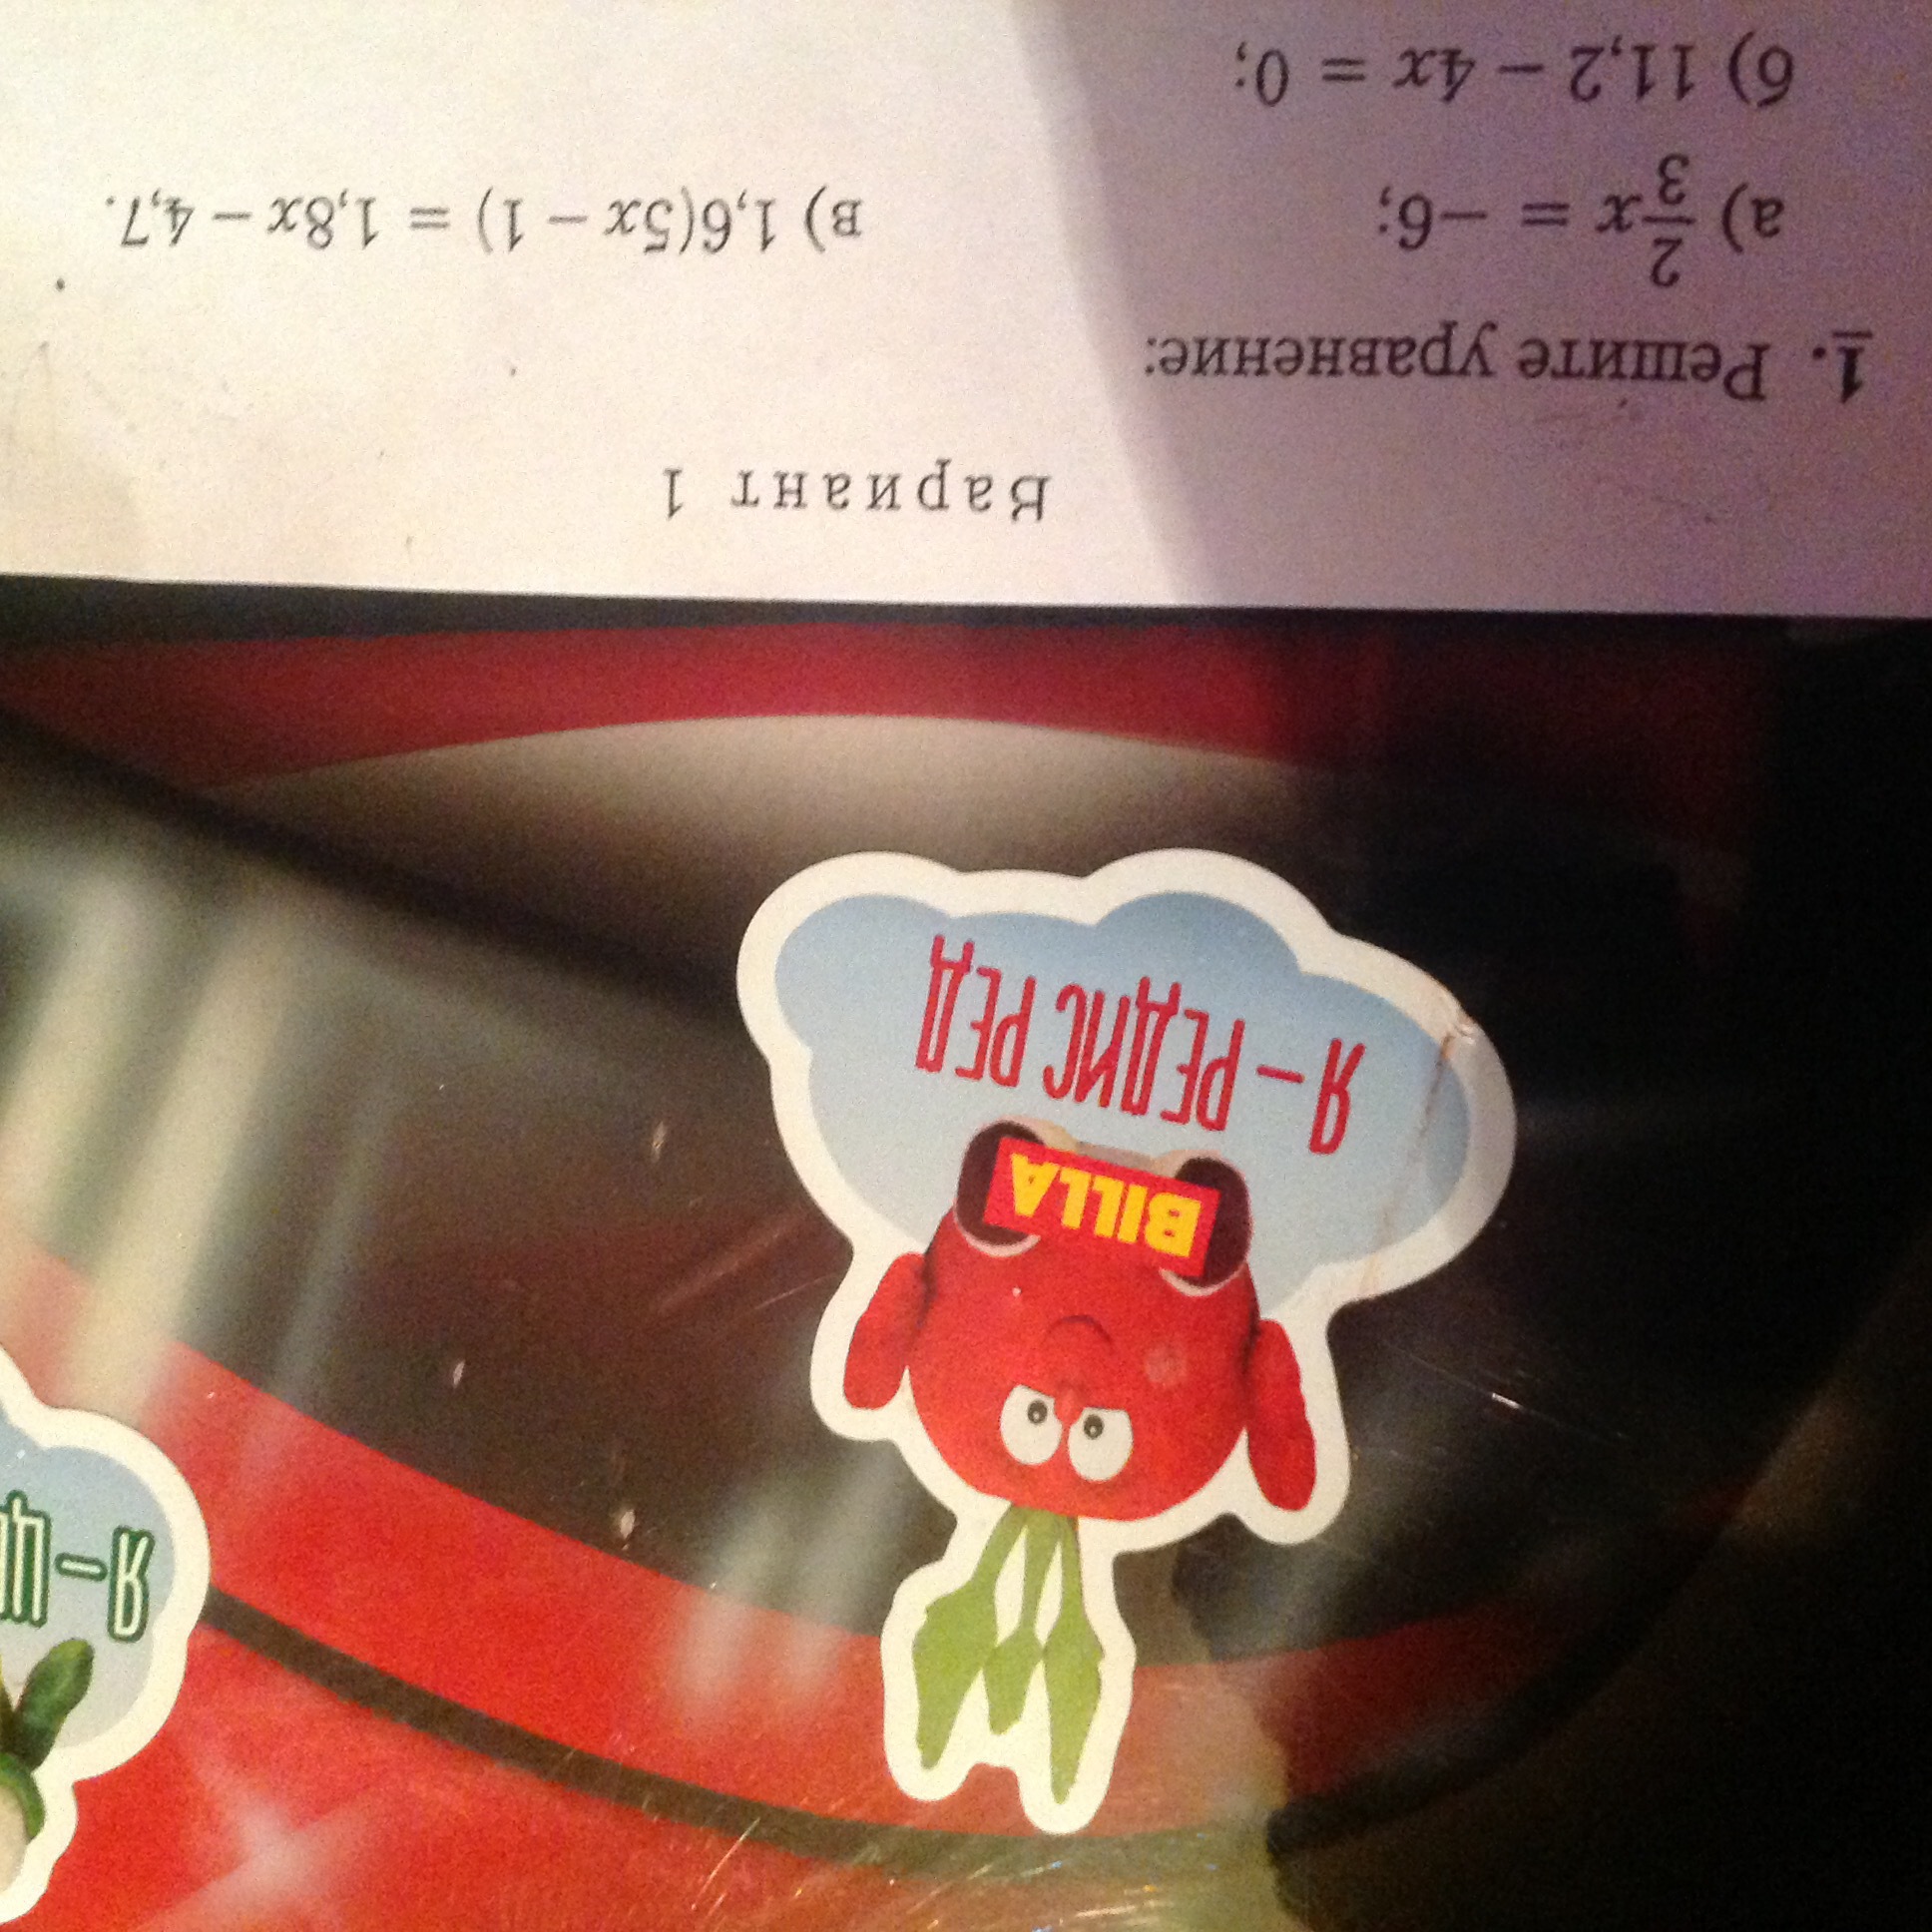 Вариант 1
1. Решите уравнение:
а) 2/3 x = −6;
в) 1,6(5x − 1) = 1,8x − 4,7.
б) 11,2 − 4x = 0;
Я – РЕДИС РЕД
BILLA
Я –